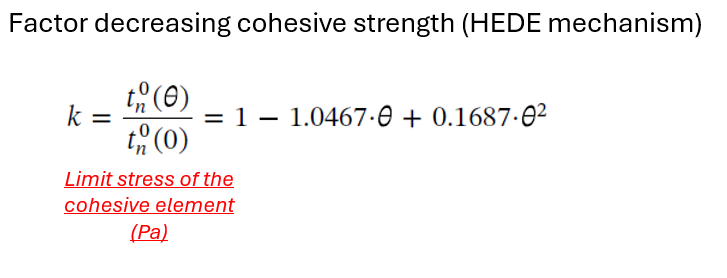 Factor decreasing cohesive strength (HEDE mechanism)
k = t_n^0(θ) / t_n^0(0) = 1 − 1.0467·θ + 0.1687·θ²
Limit stress of the
cohesive element
(Pa)